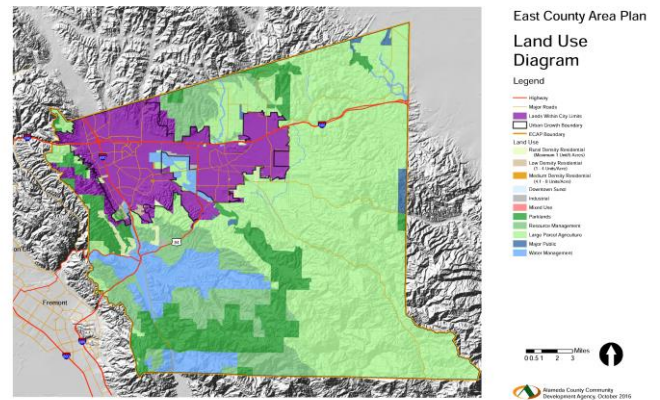 East County Area Plan
Land Use
Diagram
Legend
Highway
Major Roads
Lands Within City Limits
Urban Growth Boundary
ECAP Boundary
Land Use
Rural Density Residential
Low Density Residential
Medium Density Residential
Downtown Sunol
Industrial
Mixed Use
Parklands
Resource Management
Large Parcel Agriculture
Major Public
Water Management
Fremont
0 0.5 1 2 3 Miles
Alameda County Community
Development Agency, October 2016